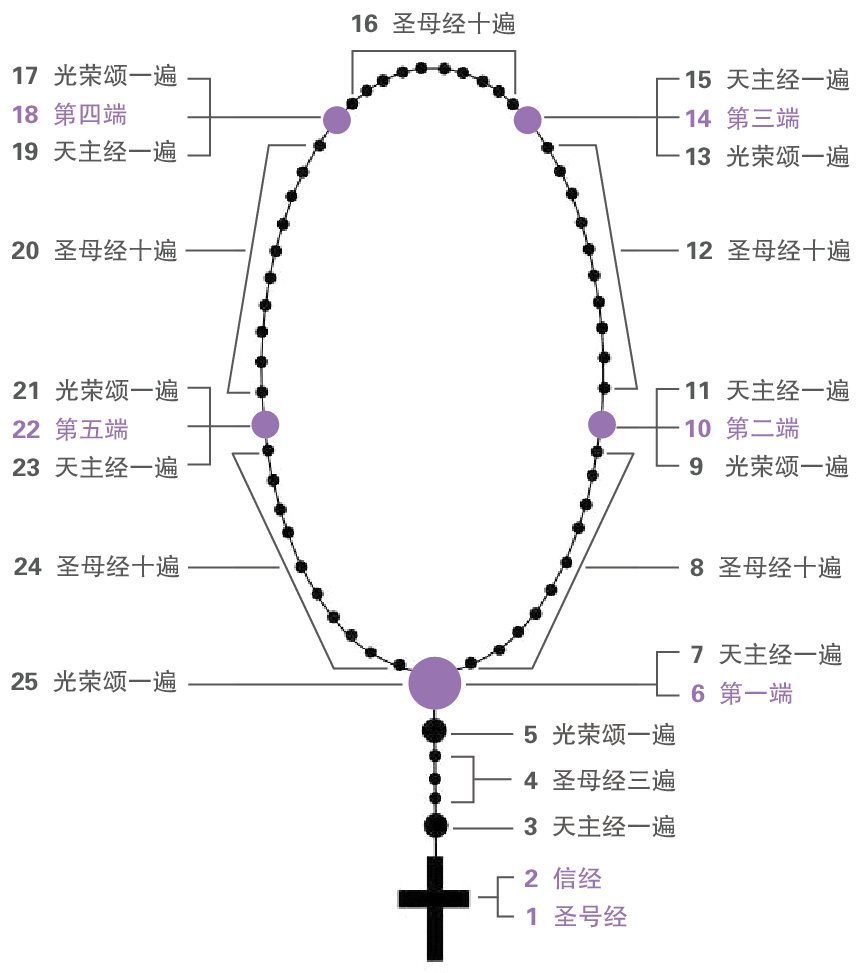 16 圣母经十遍
17 光荣颂一遍
18 第四端
19 天主经一遍
15 天主经一遍
14 第三端
13 光荣颂一遍
20 圣母经十遍
12 圣母经十遍
21 光荣颂一遍
22 第五端
23 天主经一遍
11 天主经一遍
10 第二端
9 光荣颂一遍
24 圣母经十遍
8 圣母经十遍
25 光荣颂一遍
7 天主经一遍
6 第一端
5 光荣颂一遍
4 圣母经三遍
3 天主经一遍
2 信经
1 圣号经